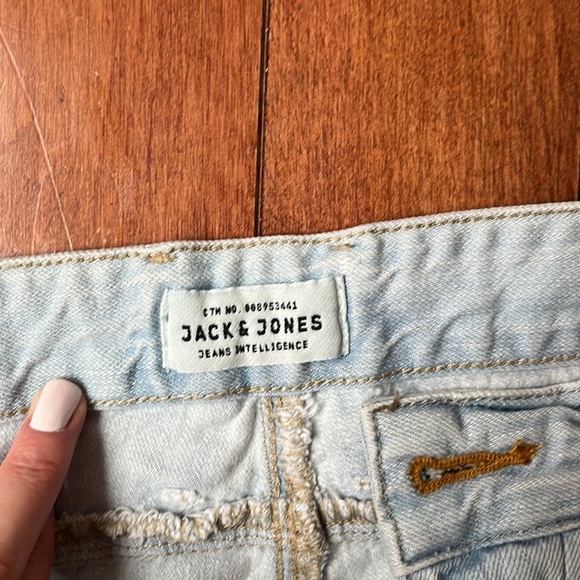 CTM NO. 008953441
JACK & JONES
JEANS INTELLIGENCE